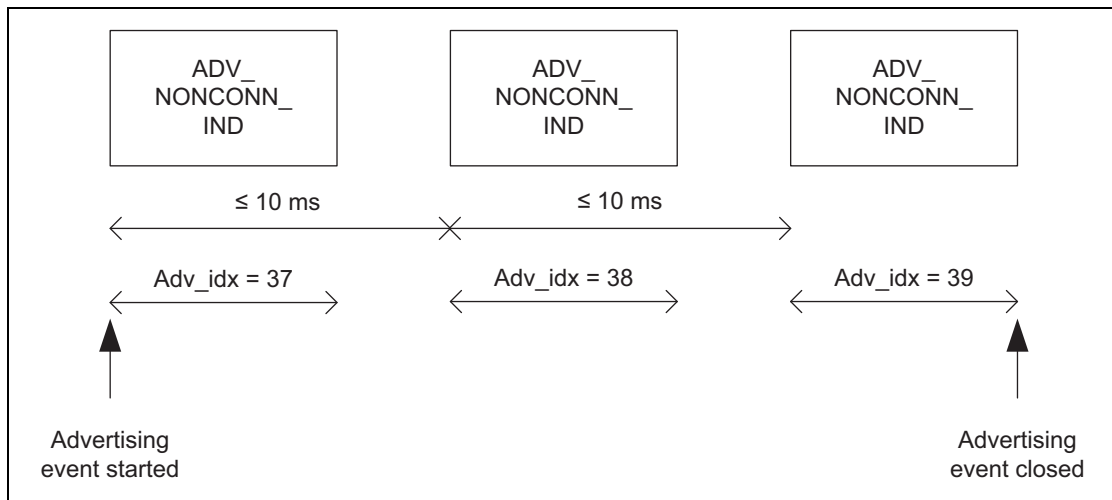 ADV_
NONCONN_
IND
ADV_
NONCONN_
IND
ADV_
NONCONN_
IND
≤ 10 ms
≤ 10 ms
Adv_idx = 37
Adv_idx = 38
Adv_idx = 39
Advertising
event started
Advertising
event closed